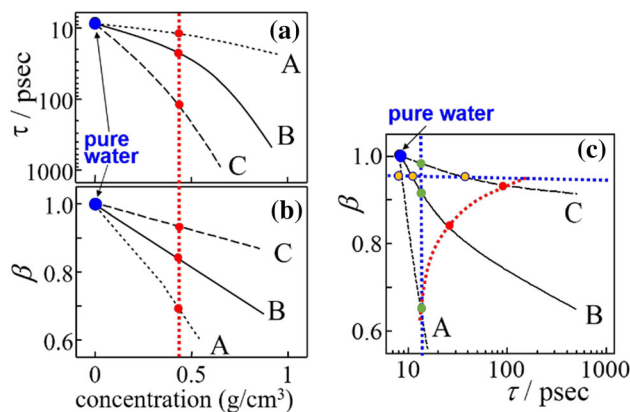 (a)
10
100
1000
τ / psec
A
B
C
pure
water
(b)
1.0
0.8
0.6
β
C
B
A
0
0.5
1
concentration (g/cm³)
pure water
(c)
1.0
0.8
0.6
β
C
B
A
10
100
1000
τ / psec